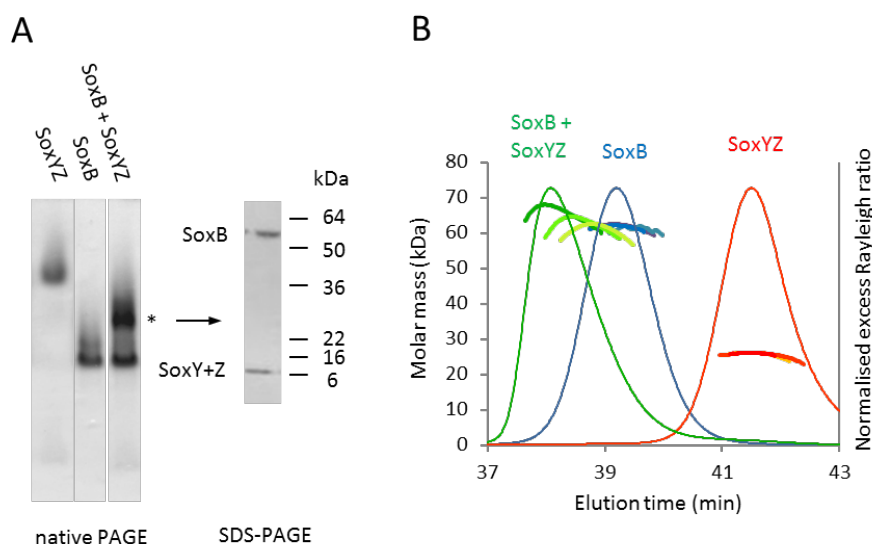 A
SoxYZ
SoxB
SoxB + SoxYZ
*
native PAGE
kDa
SoxB
64
50
36
22
16
6
SoxY+Z
SDS-PAGE
B
SoxB +
SoxYZ
SoxB
SoxYZ
Molar mass (kDa)
80
70
60
50
40
30
20
10
0
37
39
41
43
Elution time (min)
Normalised excess Rayleigh ratio